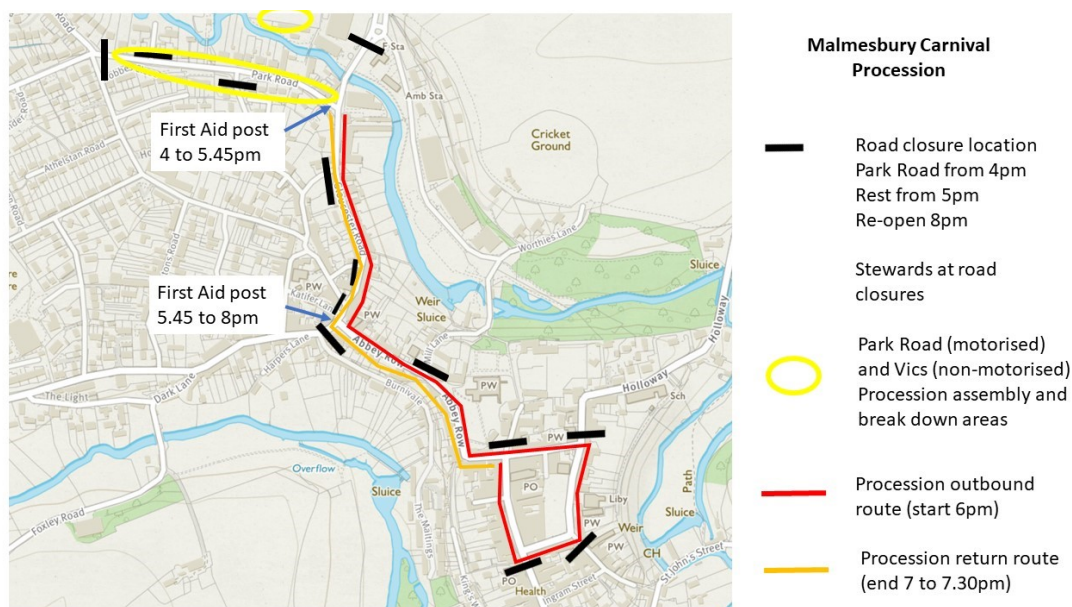 Malmesbury Carnival
Procession
Road closure location
Park Road from 4pm
Rest from 5pm
Re-open 8pm
Stewards at road
closures
Park Road (motorised)
and Vics (non-motorised)
Procession assembly and
break down areas
Procession outbound
route (start 6pm)
Procession return route
(end 7 to 7.30pm)
Road
F Sta
Park Road
Amb Sta
First Aid post
4 to 5.45pm
Cricket
Ground
Athelstan Road
Gloucester Road
Worthies Lane
Sluice
PW
Katifer Lane
First Aid post
5.45 to 8pm
Weir
Sluice
PW
Holloway
Harpers Lane
Abbey Row
Mill Lane
Burnivale
PW
Holloway
Sch
The Light
Dark Lane
Abbey Row
PW
Overflow
Sluice
PO
Liby
Path
Sluice
PW
Weir
Foxley Road
The Maltings
PW
CH
St John's Street
PO
Health
Ingram Street
King's